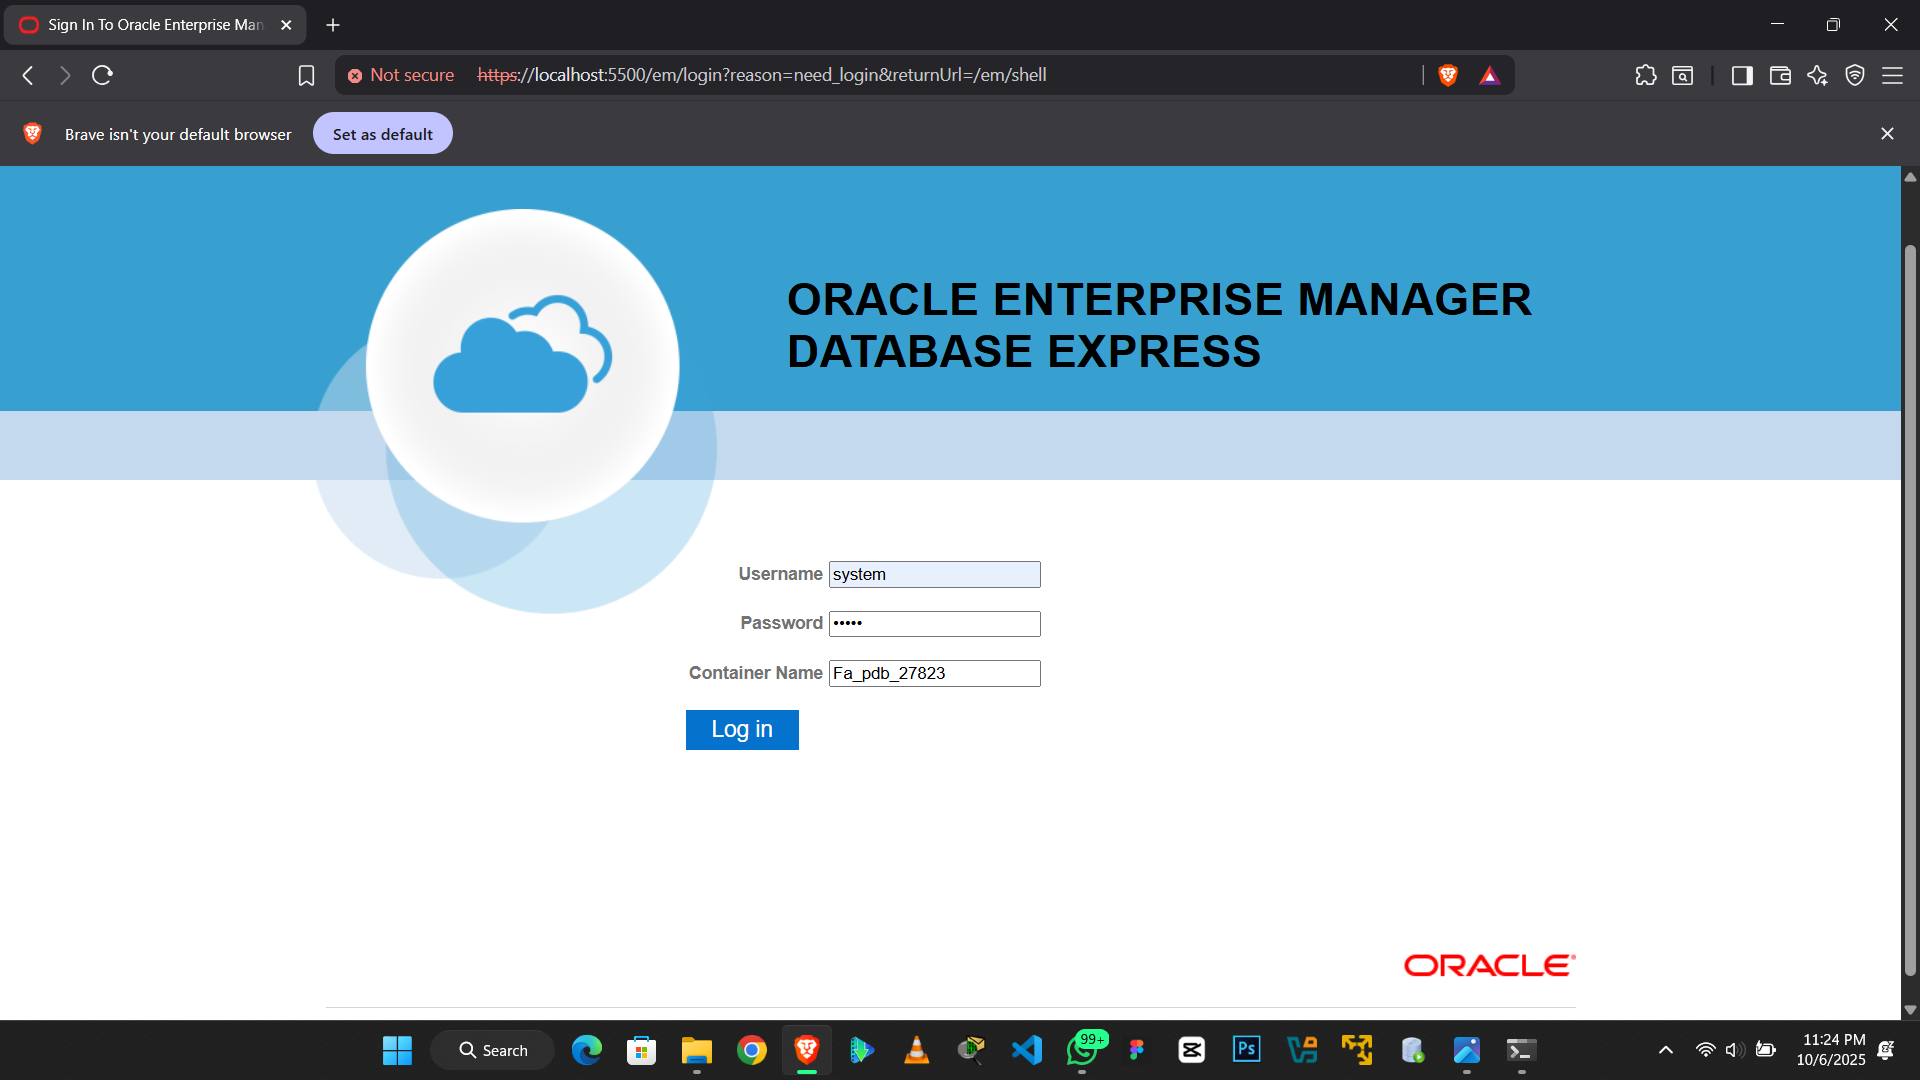 Sign In To Oracle Enterprise Man
Not secure https://localhost:5500/em/login?reason=need_login&returnUrl=/em/shell
Brave isn't your default browser
Set as default
ORACLE ENTERPRISE MANAGER
DATABASE EXPRESS
Username system
Password •••••
Container Name Fa_pdb_27823
Log in
ORACLE
Search
99+
Ps
11:24 PM
10/6/2025